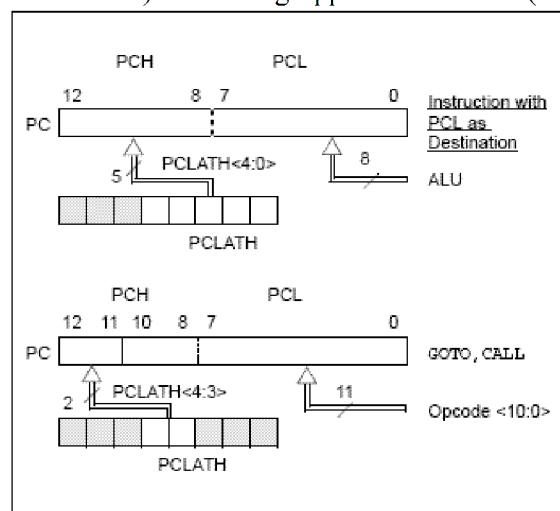 PCH PCL
12 8 7 0
Instruction with
PCL as
Destination
PC
5 PCLATH<4:0> 8
ALU
PCLATH
PCH PCL
12 11 10 8 7 0
PC GOTO, CALL
2 PCLATH<4:3> 11
Opcode <10:0>
PCLATH